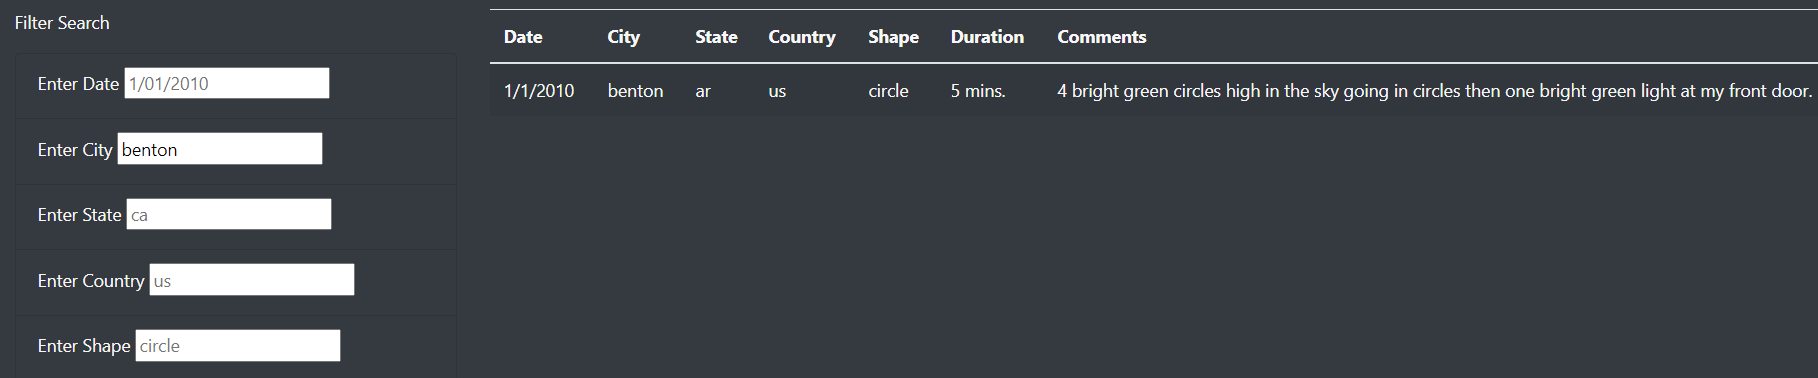 Filter Search
Enter Date 1/01/2010
Enter City benton
Enter State ca
Enter Country us
Enter Shape circle
Date City State Country Shape Duration Comments
1/1/2010 benton ar us circle 5 mins. 4 bright green circles high in the sky going in circles then one bright green light at my front door.